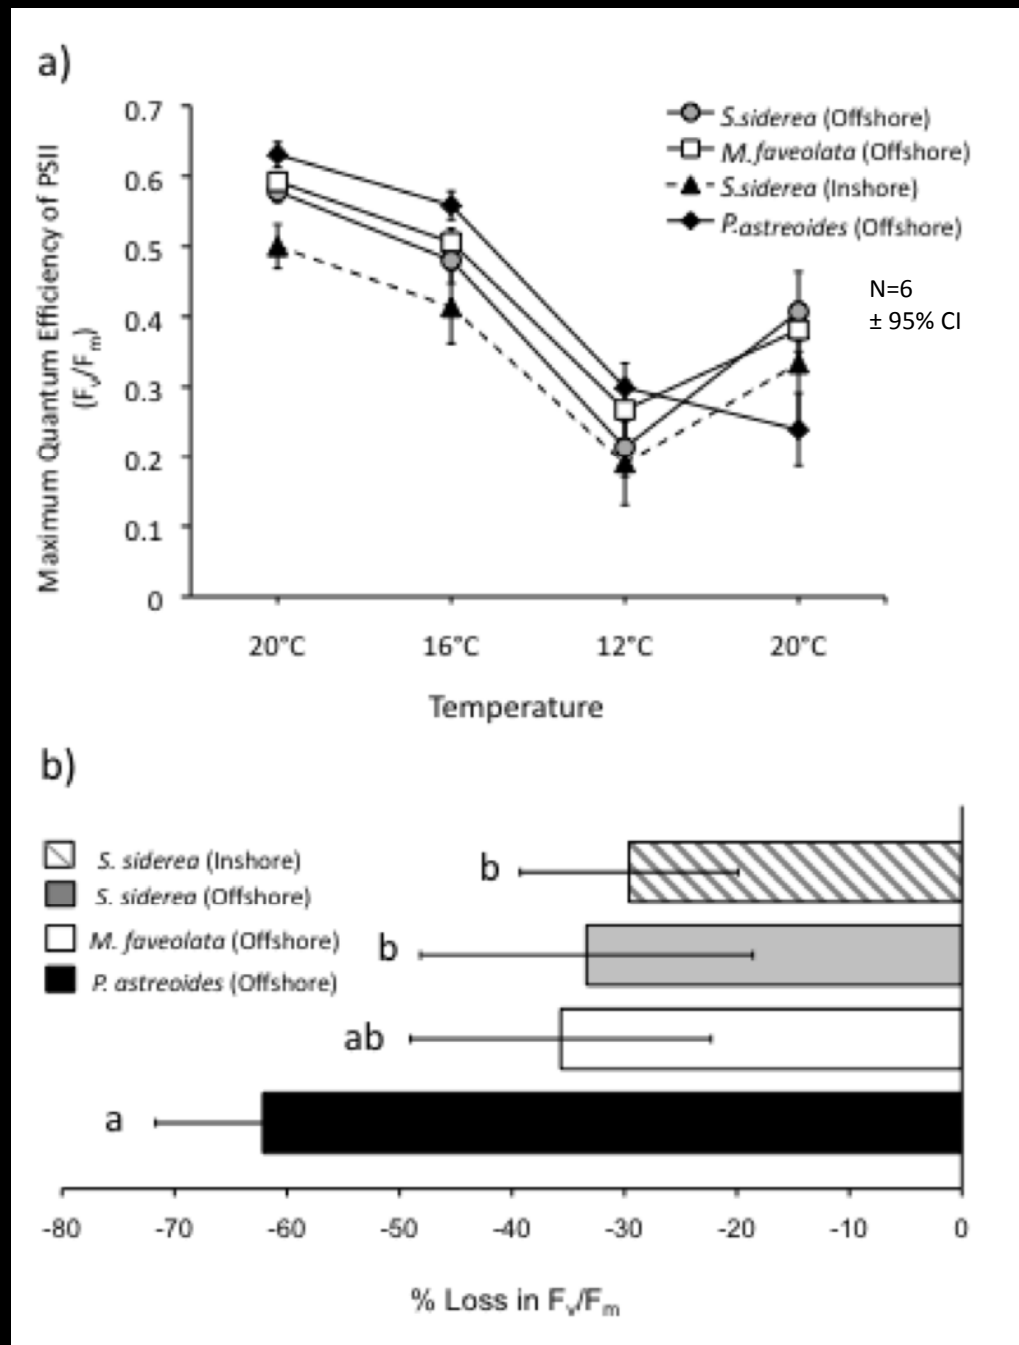 a)
Maximum Quantum Efficiency of PSII
(Fv/Fm)
0.7
0.6
0.5
0.4
0.3
0.2
0.1
0
S.siderea (Offshore)
M.faveolata (Offshore)
S.siderea (Inshore)
P.astreoides (Offshore)
N=6
± 95% CI
20°C 16°C 12°C 20°C
Temperature
b)
S. siderea (Inshore)
S. siderea (Offshore)
M. faveolata (Offshore)
P. astreoides (Offshore)
b
b
ab
a
-80 -70 -60 -50 -40 -30 -20 -10 0
% Loss in Fv/Fm